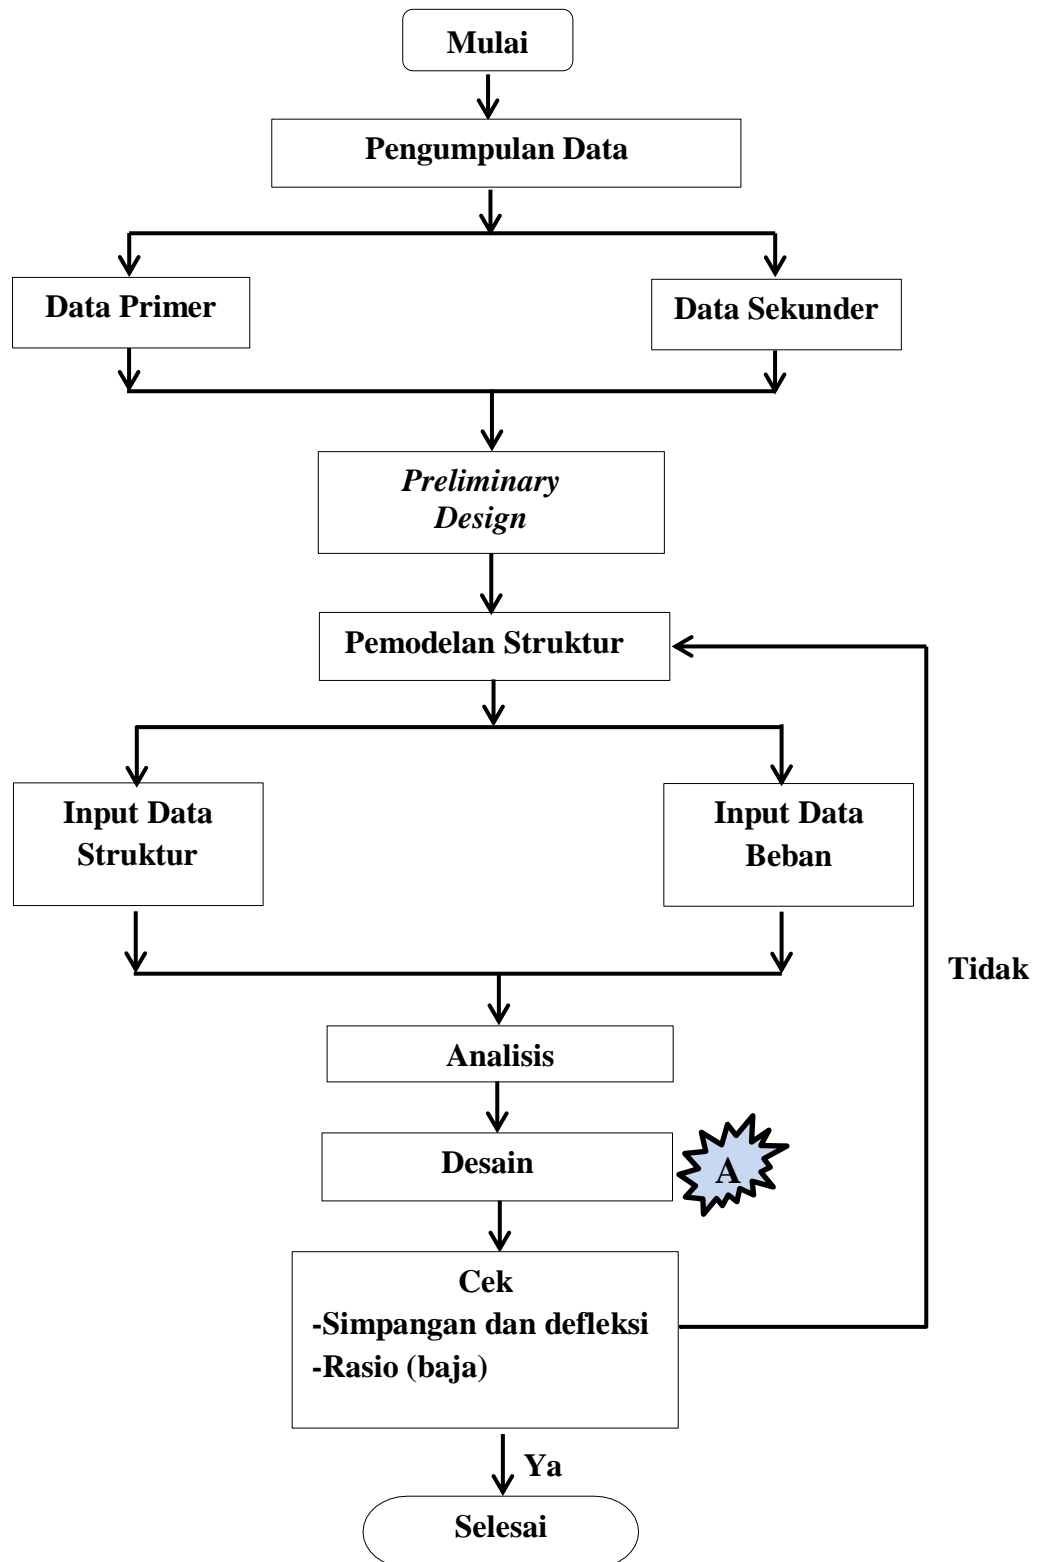 Mulai
Pengumpulan Data
Data Primer
Data Sekunder
Preliminary
Design
Pemodelan Struktur
Input Data
Struktur
Input Data
Beban
Tidak
Analisis
Desain
A
Cek
-Simpangan dan defleksi
-Rasio (baja)
Ya
Selesai